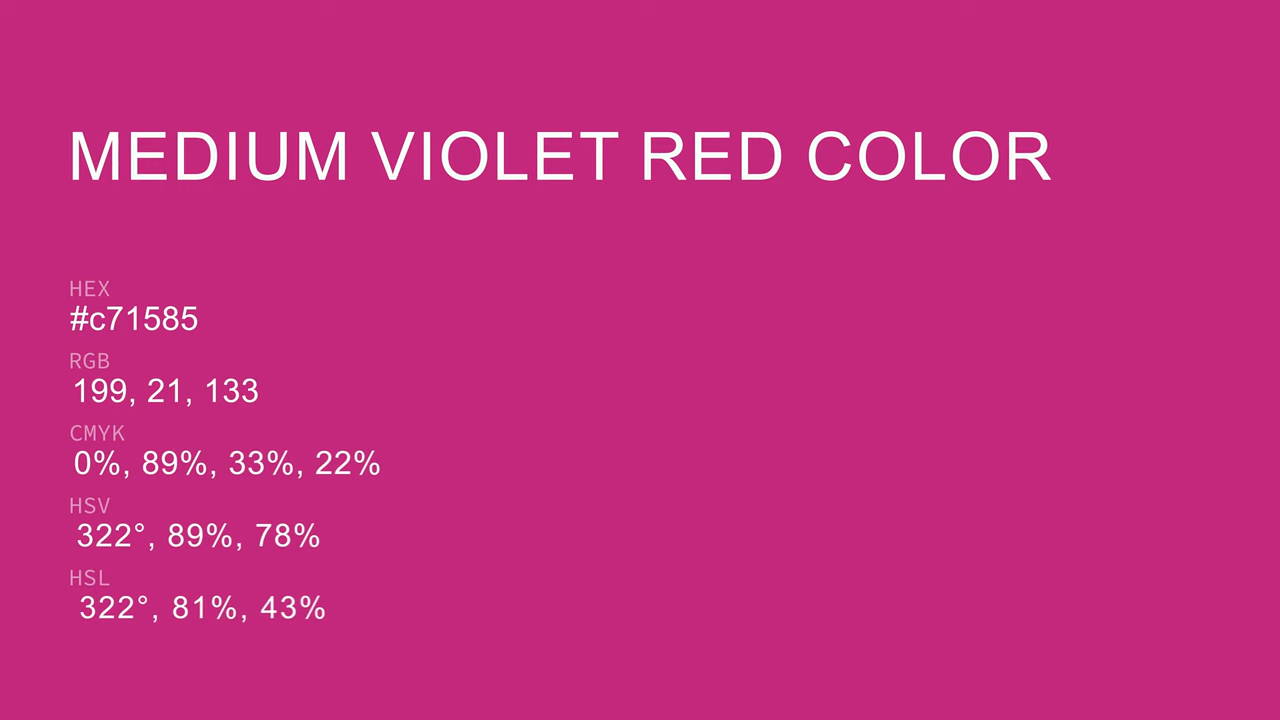 MEDIUM VIOLET RED COLOR
HEX
#c71585
RGB
199, 21, 133
CMYK
0%, 89%, 33%, 22%
HSV
322°, 89%, 78%
HSL
322°, 81%, 43%